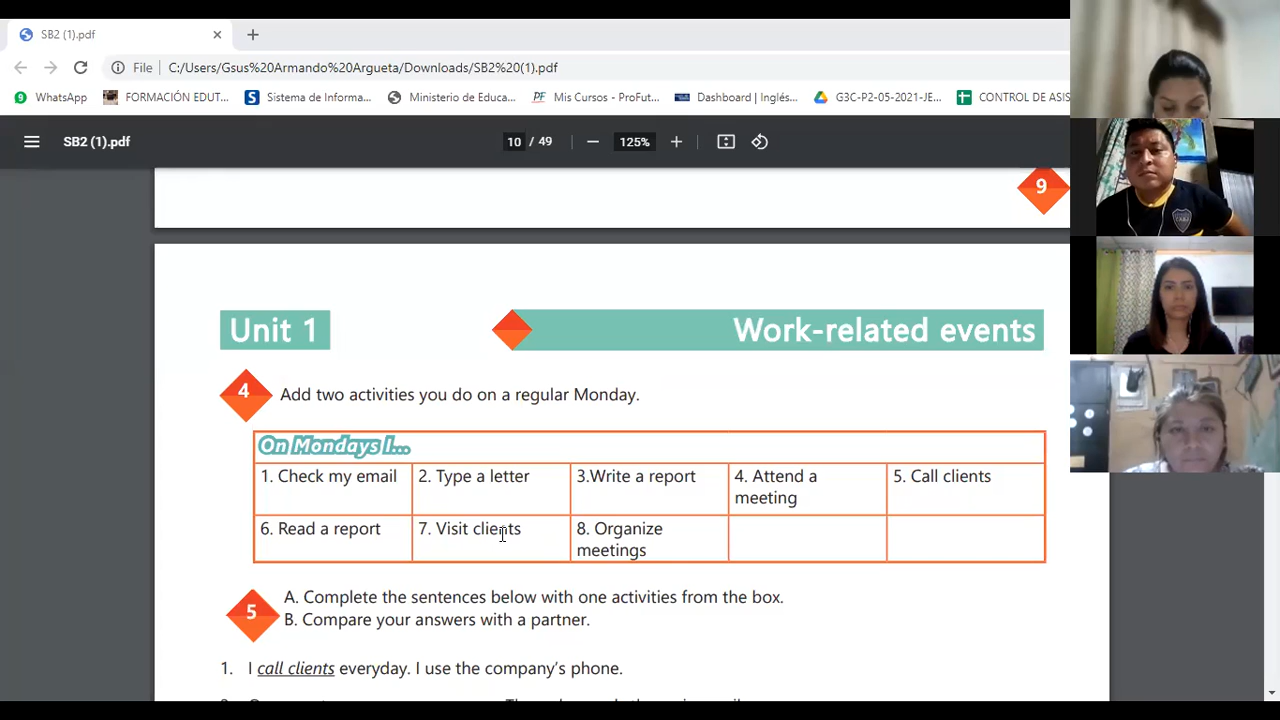 SB2 (1).pdf
File C:/Users/Gsus%20Armando%20Argueta/Downloads/SB2%20(1).pdf
WhatsApp FORMACIÓN EDUT... Sistema de Informa... Ministerio de Educa... Mis Cursos - ProFut... Dashboard | Inglés... G3C-P2-05-2021-JE... CONTROL DE ASIS
SB2 (1).pdf 10 / 49 125%
9
Unit 1 Work-related events
4 Add two activities you do on a regular Monday.
On Mondays I...
1. Check my email 2. Type a letter 3.Write a report 4. Attend a meeting 5. Call clients
6. Read a report 7. Visit clients 8. Organize meetings
5 A. Complete the sentences below with one activities from the box.
B. Compare your answers with a partner.
1. I call clients everyday. I use the company's phone.